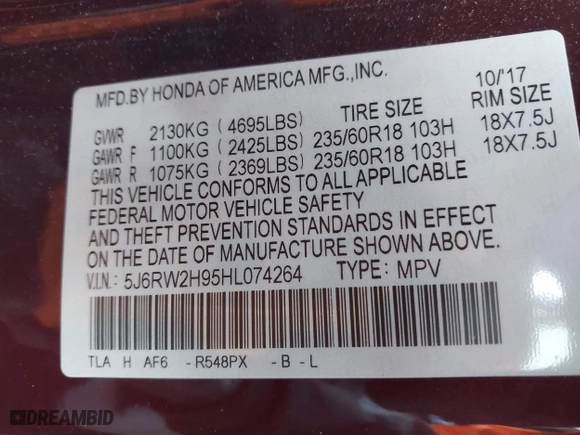 MFD.BY HONDA OF AMERICA MFG.,INC. 10/'17
TIRE SIZE RIM SIZE
GVWR 2130KG (4695LBS)
GAWR F 1100KG (2425LBS) 235/60R18 103H 18X7.5J
GAWR R 1075KG (2369LBS) 235/60R18 103H 18X7.5J
THIS VEHICLE CONFORMS TO ALL APPLICABLE
FEDERAL MOTOR VEHICLE SAFETY
AND THEFT PREVENTION STANDARDS IN EFFECT
ON THE DATE OF MANUFACTURE SHOWN ABOVE.
V.I.N.: 5J6RW2H95HL074264 TYPE: MPV
TLA H AF6 -R548PX -B -L
DREAMBID